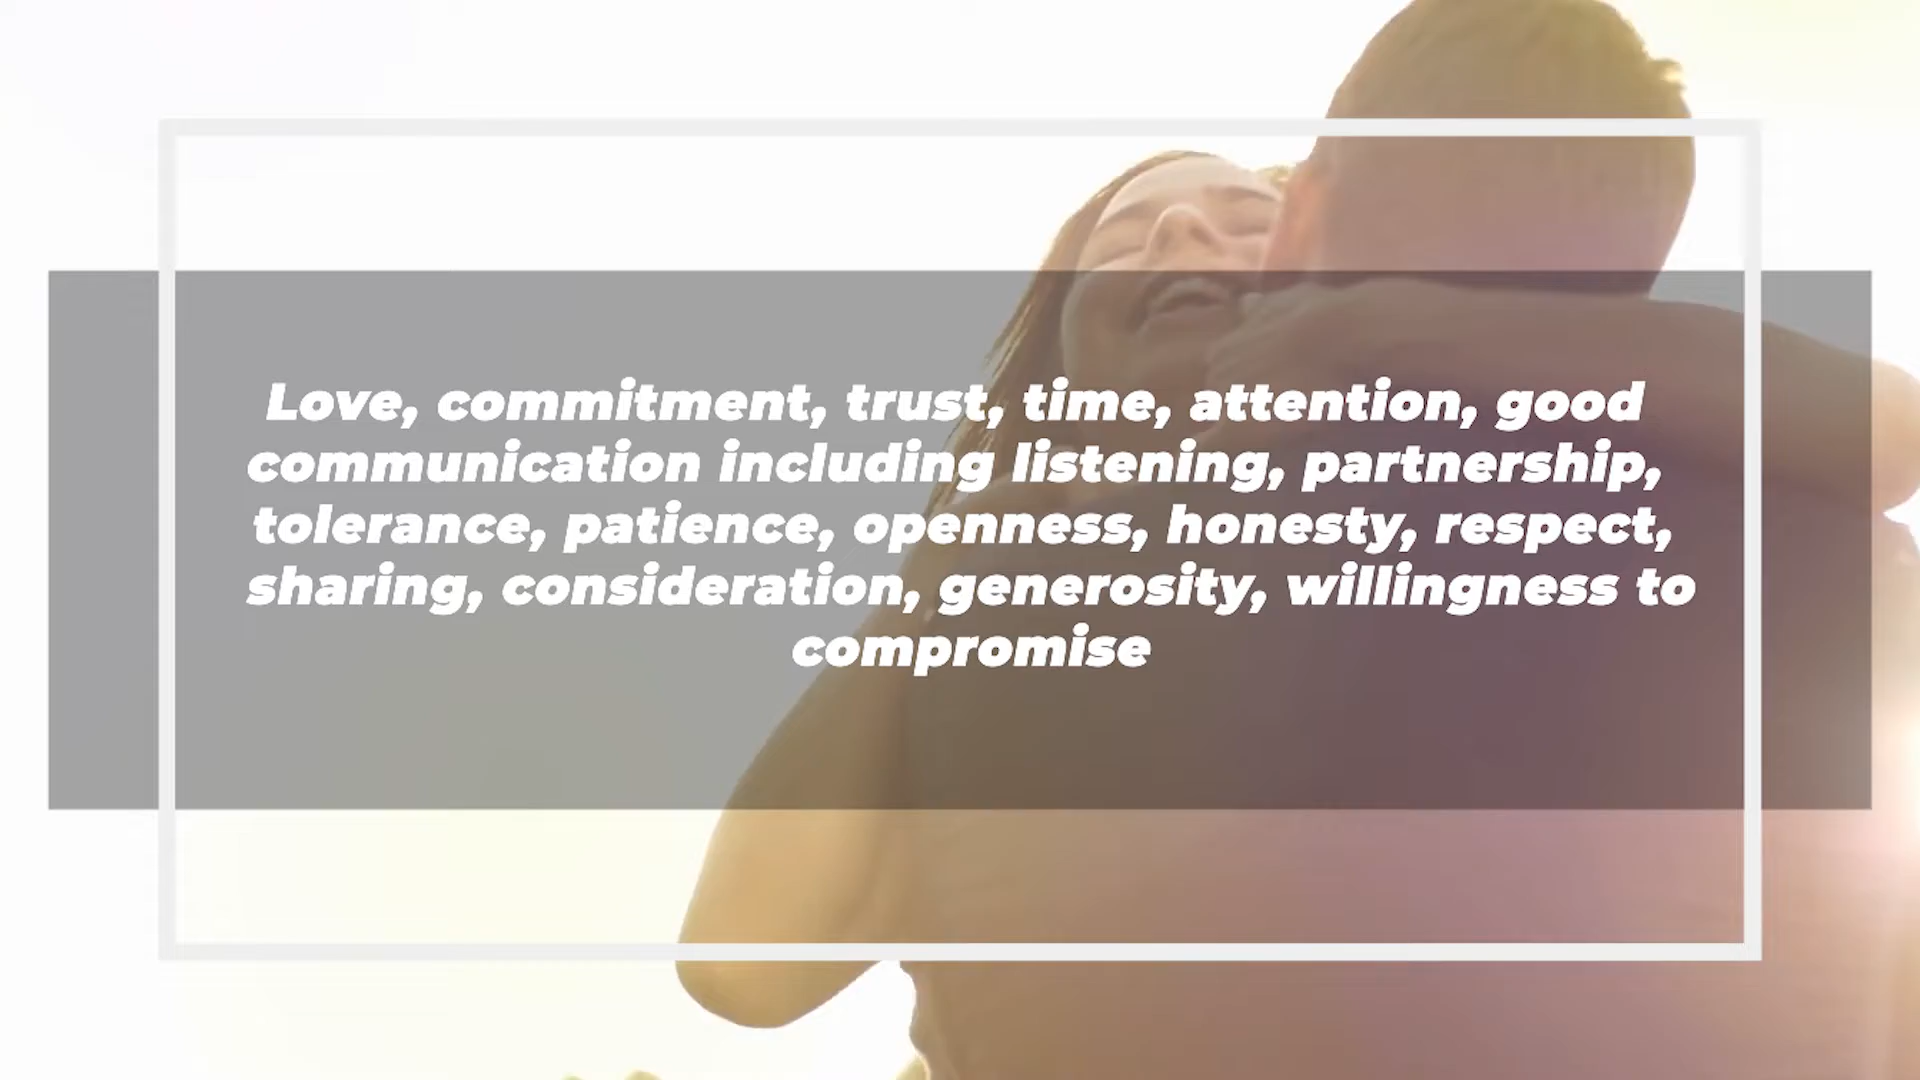 Love, commitment, trust, time, attention, good
communication including listening, partnership,
tolerance, patience, openness, honesty, respect,
sharing, consideration, generosity, willingness to
compromise